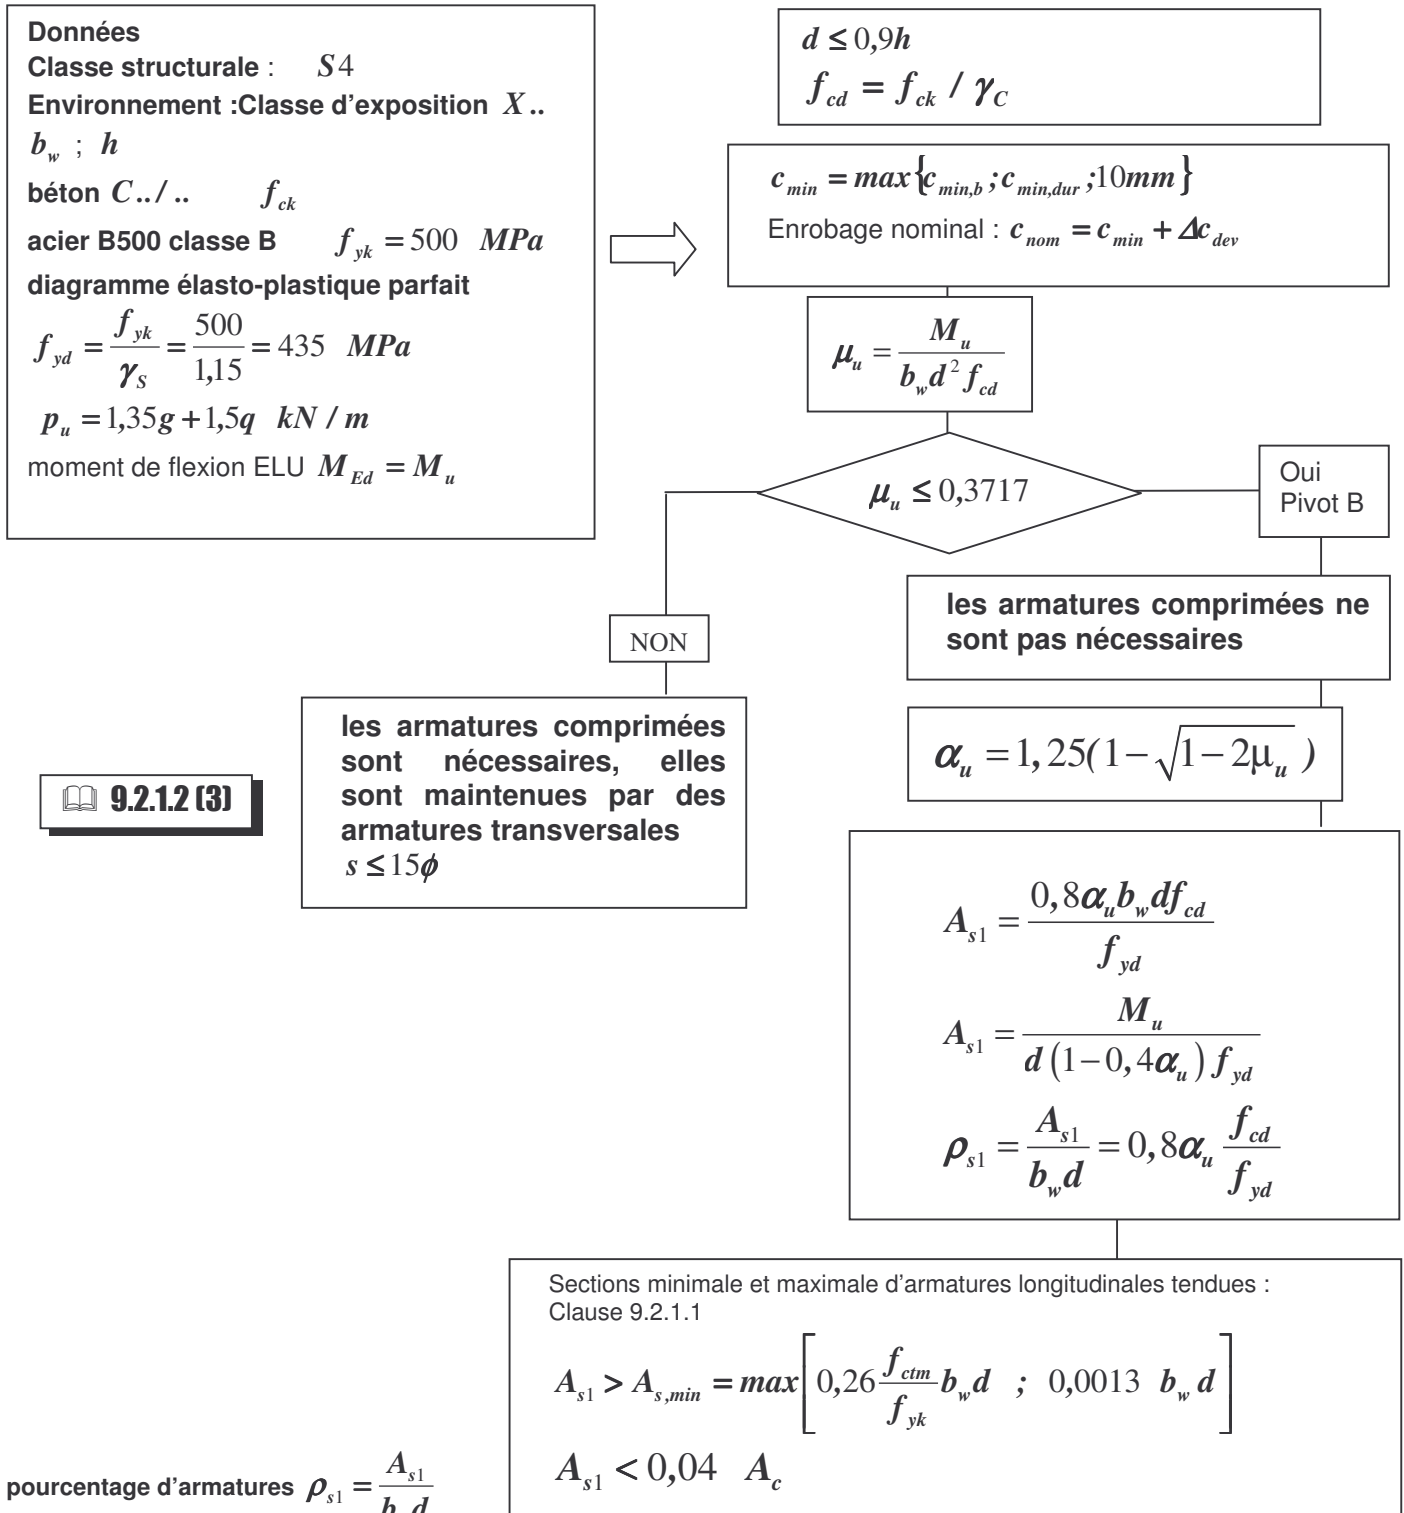 Données
Classe structurale : S4
Environnement :Classe d'exposition X ..
b_w ; h
béton C ../ .. f_ck
acier B500 classe B f_yk = 500 MPa
diagramme élasto-plastique parfait
f_yd = f_yk / γ_S = 500 / 1,15 = 435 MPa
p_u = 1,35g + 1,5q kN / m
moment de flexion ELU M_Ed = M_u
d ≤ 0,9h
f_cd = f_ck / γ_C
c_min = max{c_min,b ; c_min,dur ; 10mm}
Enrobage nominal : c_nom = c_min + Δc_dev
μ_u = M_u / b_w d² f_cd
μ_u ≤ 0,3717
Oui
Pivot B
les armatures comprimées ne
sont pas nécessaires
NON
les armatures comprimées
sont nécessaires, elles
sont maintenues par des
armatures transversales
s ≤ 15ϕ
9.2.1.2 (3)
α_u = 1,25(1 − √(1 − 2μ_u) )
A_s1 = 0,8α_u b_w d f_cd / f_yd
A_s1 = M_u / d (1 − 0,4α_u) f_yd
ρ_s1 = A_s1 / b_w d = 0,8α_u f_cd / f_yd
Sections minimale et maximale d'armatures longitudinales tendues :
Clause 9.2.1.1
A_s1 > A_s,min = max[0,26 f_ctm / f_yk b_w d ; 0,0013 b_w d]
A_s1 < 0,04 A_c
pourcentage d'armatures ρ_s1 = A_s1 / b_w d